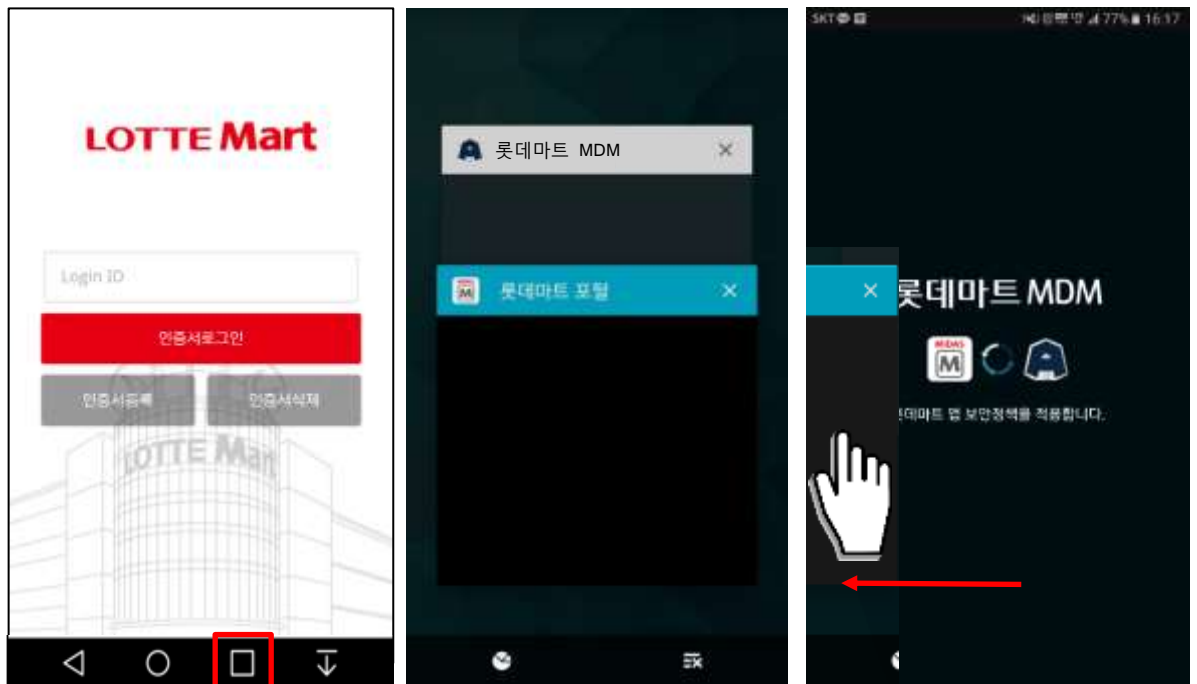 LOTTE Mart
Login ID
인증서로그인
인증서등록
인증서삭제
LOTTE Mart
롯데마트 MDM
롯데마트 포털
SKT
77% 16:17
롯데마트 MDM
MIDAS
M
롯데마트 앱 보안정책을 적용합니다.